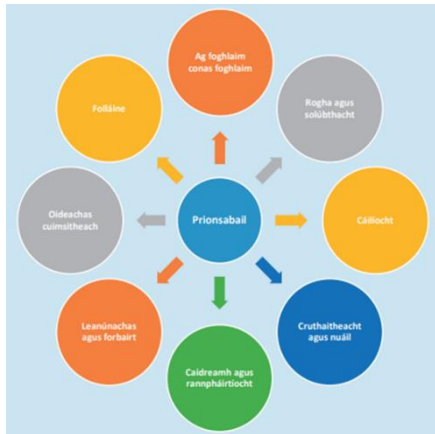 Ag foghlaim
conas foghlaim
Rogha agus
solúbthacht
Cáilíocht
Cruthaitheacht
agus nuáil
Caidreamh agus
rannpháirtíocht
Leanúnachas
agus forbairt
Oideachas
cuimsitheach
Folláine
Prionsabail